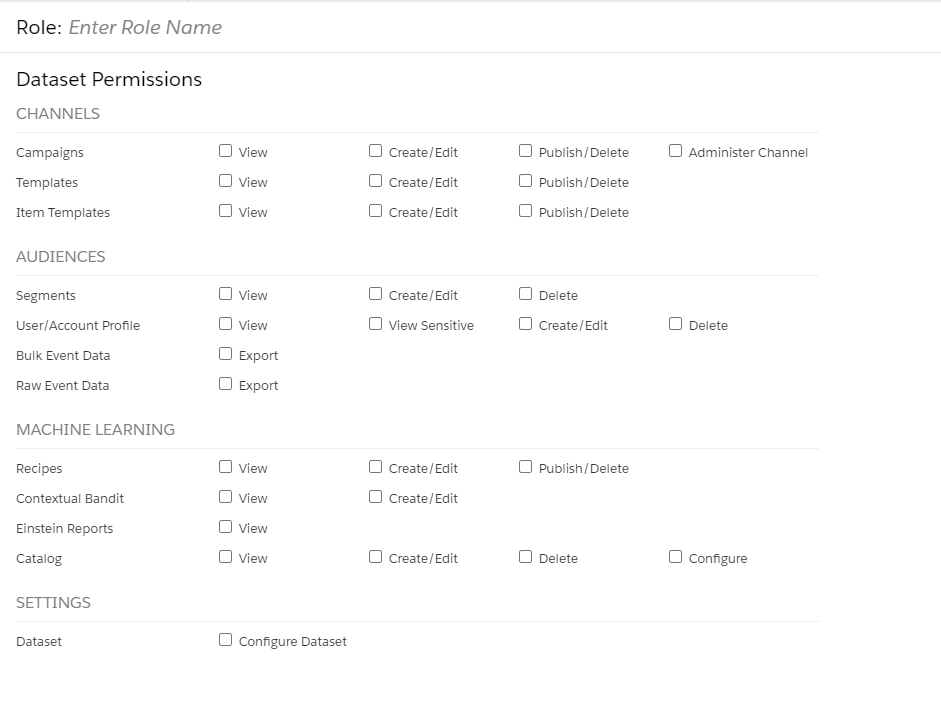 Role: Enter Role Name
Dataset Permissions
CHANNELS
Campaigns View Create/Edit Publish/Delete Administer Channel
Templates View Create/Edit Publish/Delete
Item Templates View Create/Edit Publish/Delete
AUDIENCES
Segments View Create/Edit Delete
User/Account Profile View View Sensitive Create/Edit Delete
Bulk Event Data Export
Raw Event Data Export
MACHINE LEARNING
Recipes View Create/Edit Publish/Delete
Contextual Bandit View Create/Edit
Einstein Reports View
Catalog View Create/Edit Delete Configure
SETTINGS
Dataset Configure Dataset